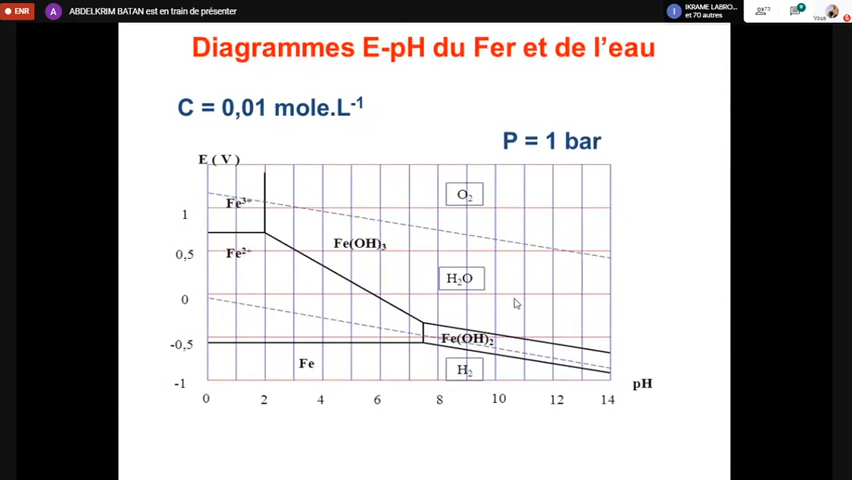 ENR
A
ABDELKRIM BATAN est en train de présenter
I
IKRAME LABRO...
et 70 autres
73
9
Vous
Diagrammes E-pH du Fer et de l'eau
C = 0,01 mole.L-1
P = 1 bar
E ( V )
Fe3+
O2
1
Fe(OH)3
Fe2+
0,5
H2O
0
Fe(OH)2
-0,5
Fe
H2
-1
pH
0 2 4 6 8 10 12 14